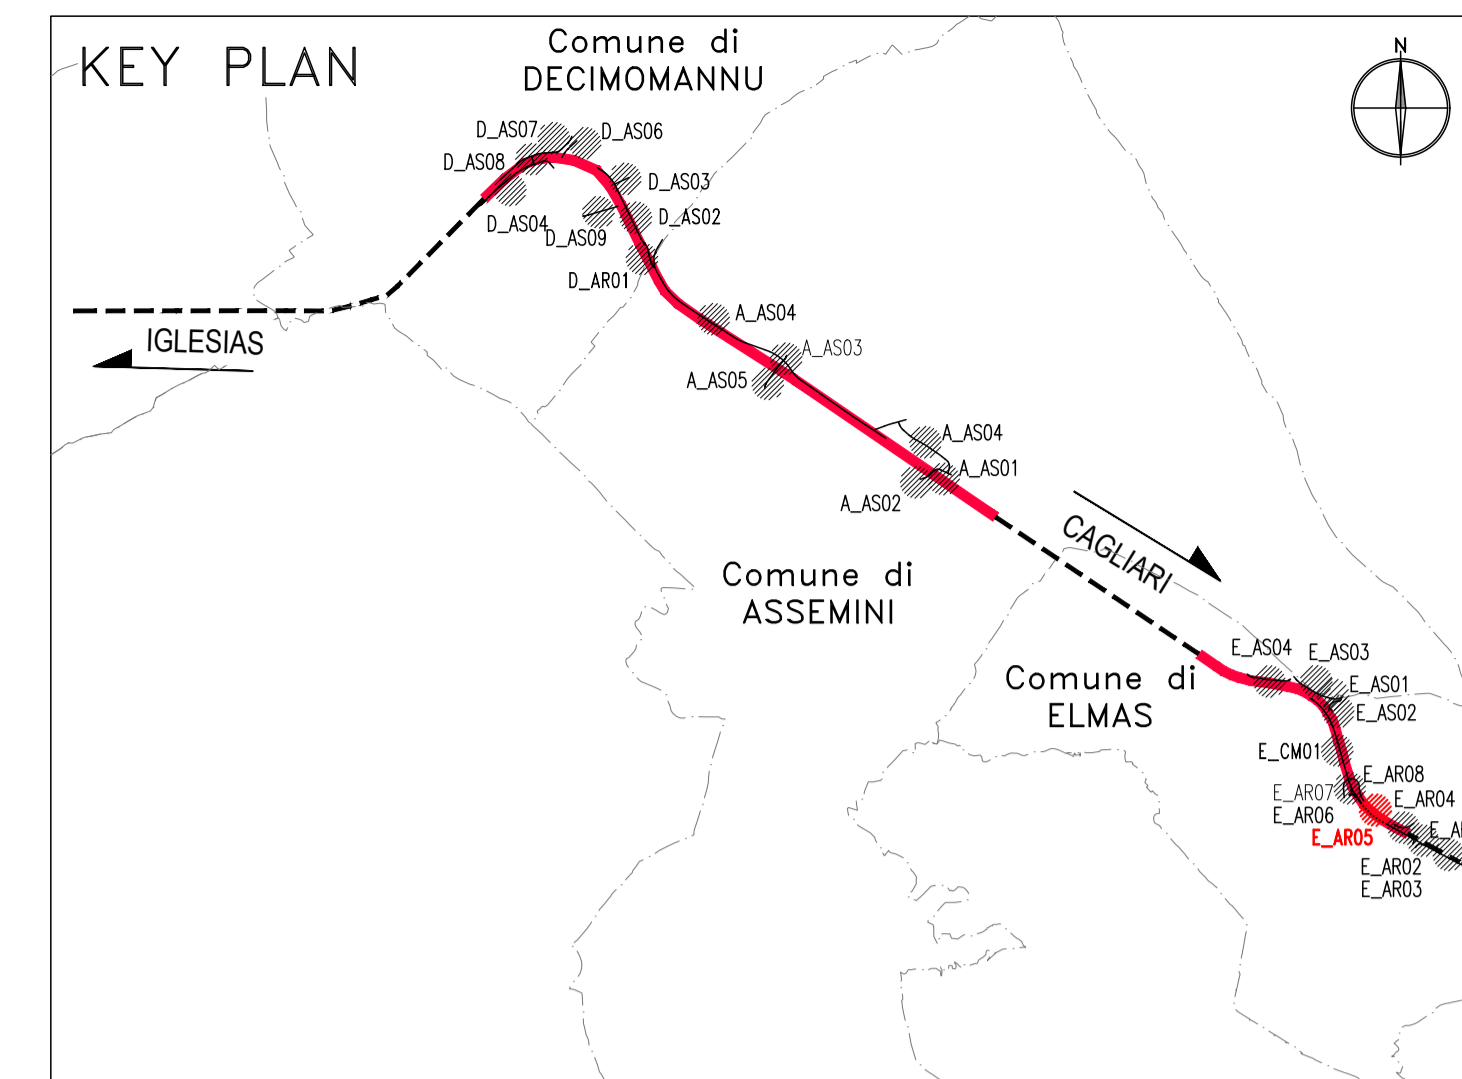 KEY PLAN
Comune di
DECIMOMANNU
N
D_AS07
D_AS06
D_AS08
D_AS03
D_AS04
D_AS02
D_AS09
D_AR01
A_AS04
IGLESIAS
A_AS03
A_AS05
A_AS04
A_AS01
A_AS02
CAGLIARI
Comune di
ASSEMINI
E_AS04
E_AS03
Comune di
ELMAS
E_AS01
E_AS02
E_CM01
E_AR08
E_AR07
E_AR04
E_AR06
E_AR05
E_AR02
E_AR03